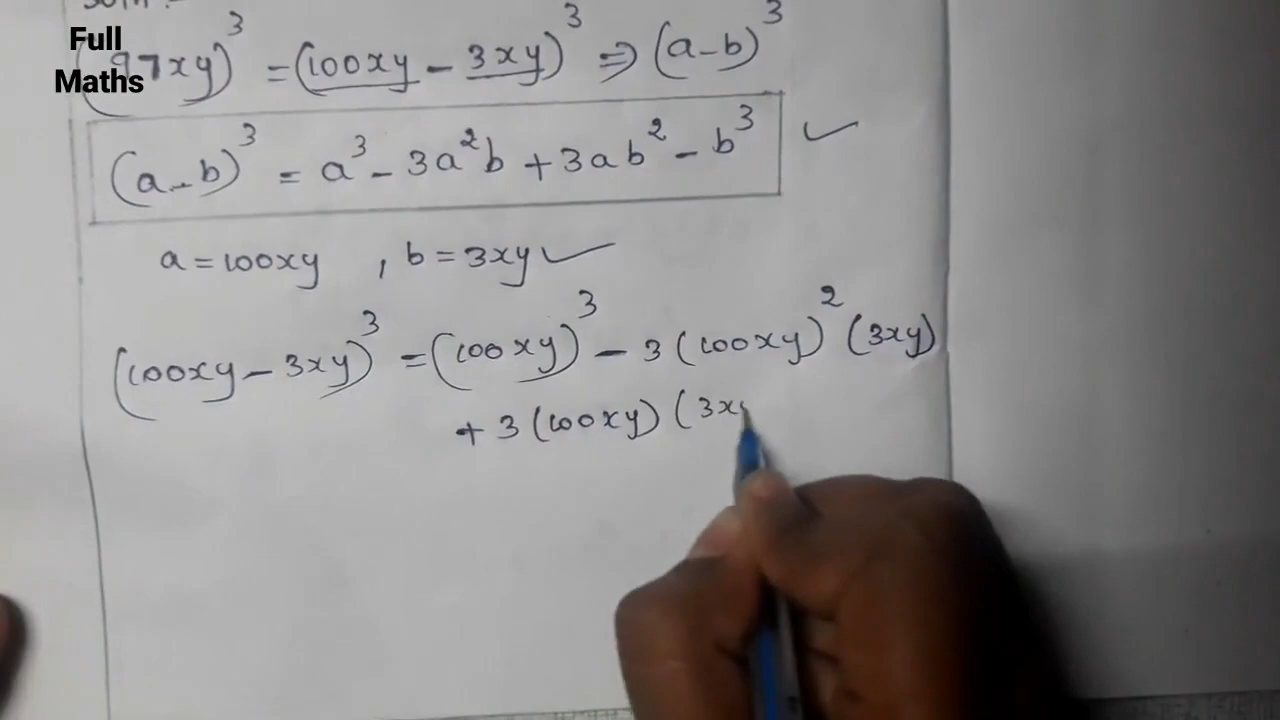 Full
Maths
97xy)³ = (100xy - 3xy)³ ⇒ (a-b)³
(a-b)³ = a³ - 3a²b + 3ab² - b³ ✓
a = 100xy , b = 3xy ✓
(100xy - 3xy)³ = (100xy)³ - 3(100xy)² (3xy)
+ 3(100xy) (3xy